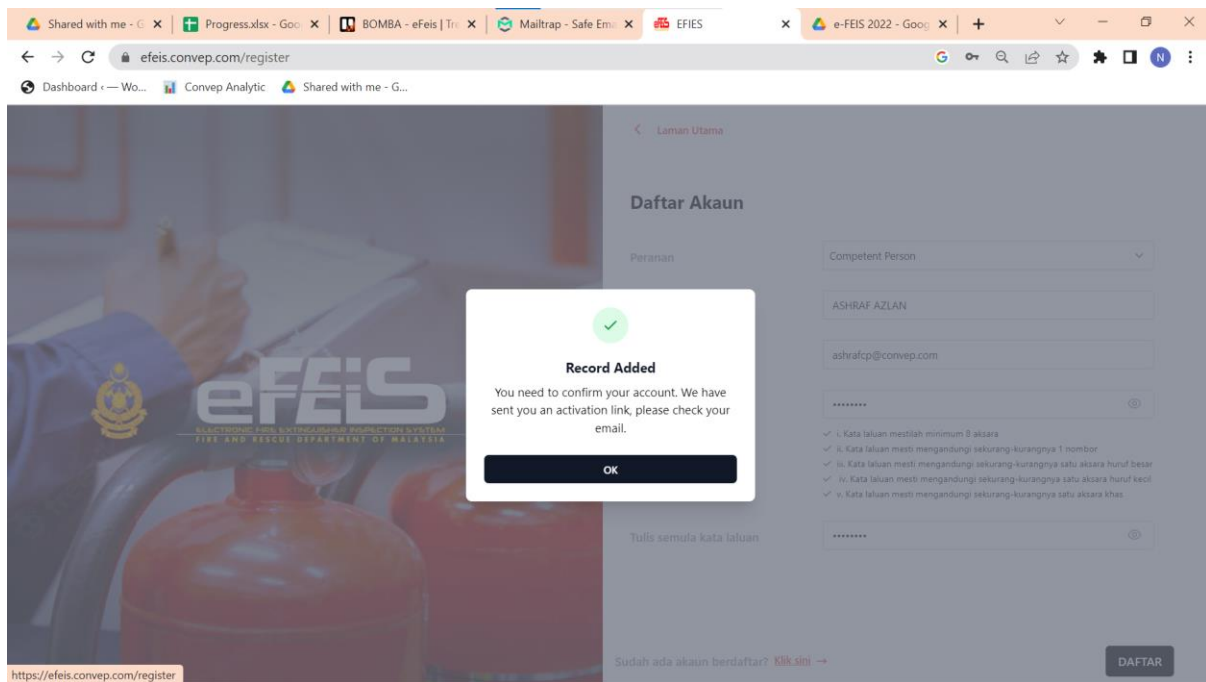 Shared with me - G
Progress.xlsx - Goo
BOMBA - eFeis | Tre
Mailtrap - Safe Ema
EFIES
e-FEIS 2022 - Goog
efeis.convep.com/register
N
Dashboard ‹ — Wo...
Convep Analytic
Shared with me - G...
Laman Utama
Daftar Akaun
Peranan
Competent Person
ASHRAF AZLAN
ashrafcp@convep.com
••••••••
i. Kata laluan mestilah minimum 8 aksara
ii. Kata laluan mesti mengandungi sekurang-kurangnya 1 nombor
iii. Kata laluan mesti mengandungi sekurang-kurangnya satu aksara huruf besar
iv. Kata laluan mesti mengandungi sekurang-kurangnya satu aksara huruf kecil
v. Kata laluan mesti mengandungi sekurang-kurangnya satu aksara khas
Tulis semula kata laluan
••••••••
Sudah ada akaun berdaftar? Klik sini →
DAFTAR
Record Added
You need to confirm your account. We have
sent you an activation link, please check your
email.
OK
eFEiS
ELECTRONIC FIRE EXTINGUISHER INSPECTION SYSTEM
FIRE AND RESCUE DEPARTMENT OF MALAYSIA
https://efeis.convep.com/register